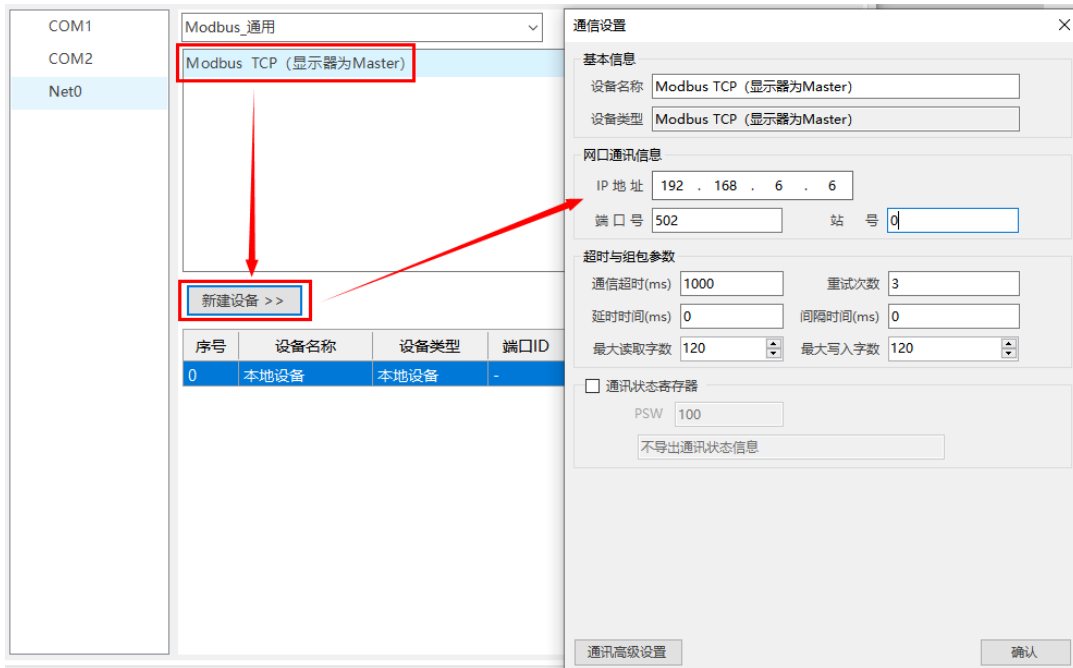 COM1
COM2
Net0
Modbus_通用
Modbus TCP（显示器为Master）
新建设备 >>
序号 设备名称 设备类型 端口ID
0 本地设备 本地设备 -
通信设置
基本信息
设备名称 Modbus TCP（显示器为Master）
设备类型 Modbus TCP（显示器为Master）
网口通讯信息
IP 地 址 192 . 168 . 6 . 6
端 口 号 502 站 号 0
超时与组包参数
通信超时(ms) 1000 重试次数 3
延时时间(ms) 0 间隔时间(ms) 0
最大读取字数 120 最大写入字数 120
通讯状态寄存器
PSW 100
不导出通讯状态信息
通讯高级设置 确认